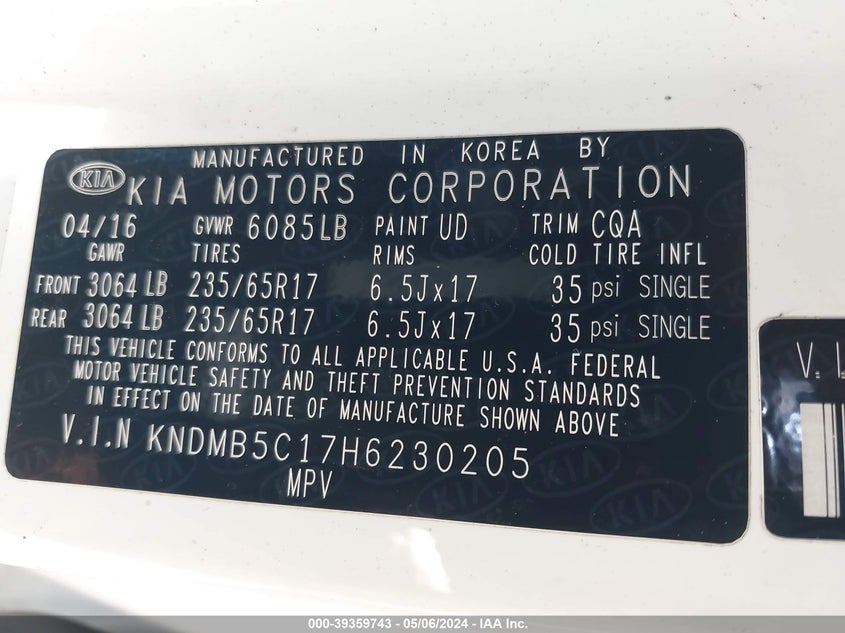 MANUFACTURED IN KOREA BY
KIA KIA MOTORS CORPORATION
04/16 GVWR 6085LB PAINT UD TRIM CQA
GAWR TIRES RIMS COLD TIRE INFL
FRONT 3064 LB 235/65R17 6.5Jx17 35 psi SINGLE
REAR 3064 LB 235/65R17 6.5Jx17 35 psi SINGLE
THIS VEHICLE CONFORMS TO ALL APPLICABLE U.S.A. FEDERAL
MOTOR VEHICLE SAFETY AND THEFT PREVENTION STANDARDS
IN EFFECT ON THE DATE OF MANUFACTURE SHOWN ABOVE
V.I.N KNDMB5C17H6230205
MPV
V.I
000-39359743 - 05/06/2024 - IAA Inc.